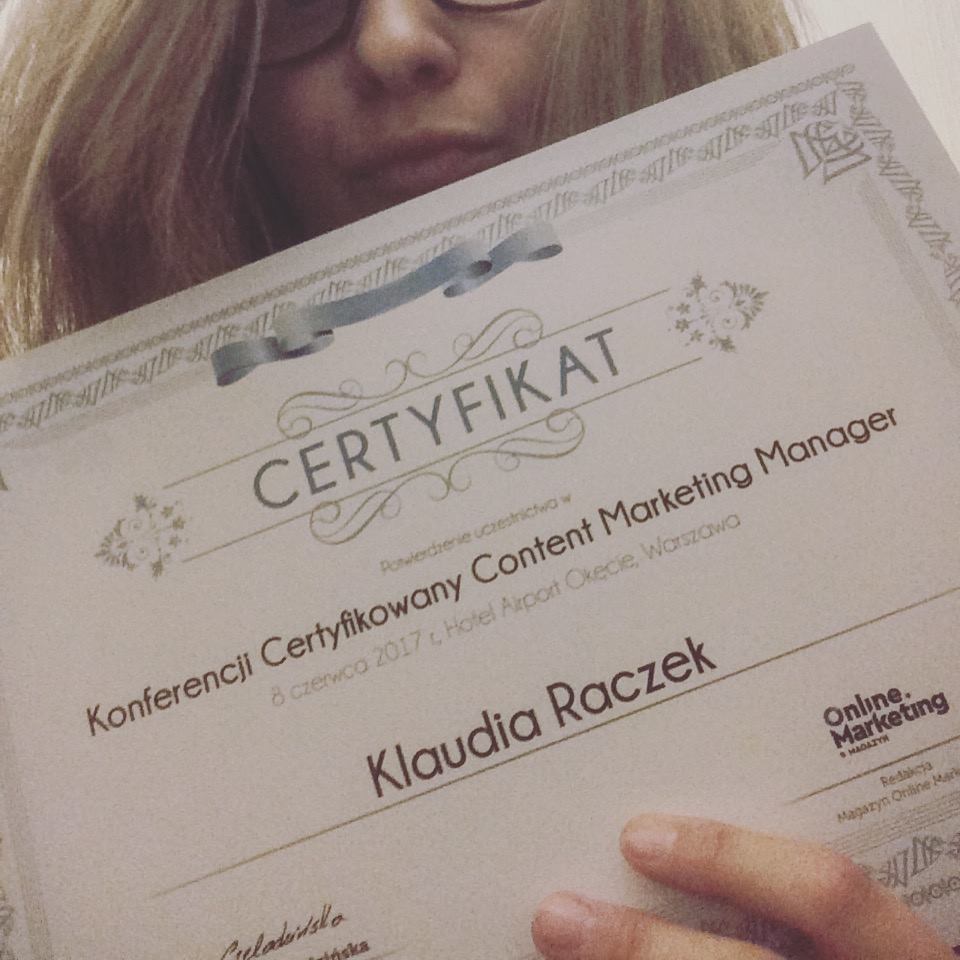 CERTYFIKAT
Potwierdzenie uczestnictwa w
Konferencji Certyfikowany Content Marketing Manager
8 czerwca 2017 r., Hotel Airport Okęcie, Warszawa
Klaudia Raczek
Online.
Marketing
MAGAZYN
Redakcja
Magazyn Online